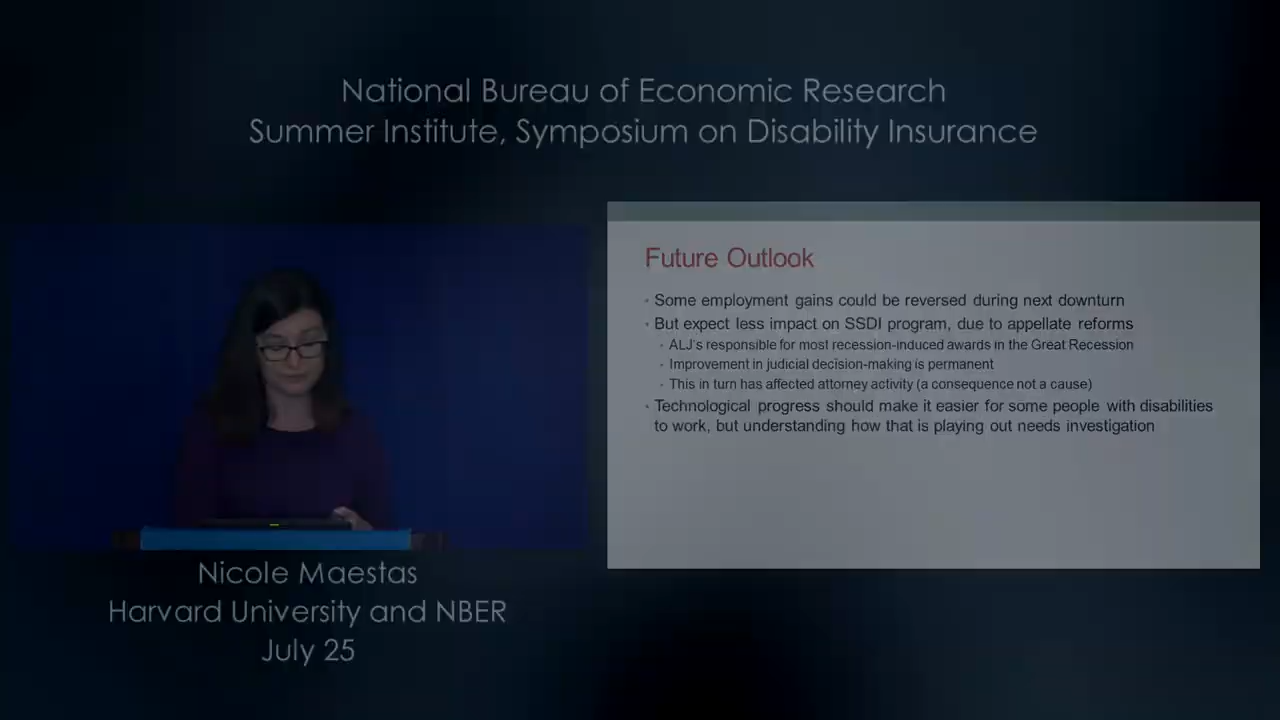 National Bureau of Economic Research
Summer Institute, Symposium on Disability Insurance
Future Outlook
• Some employment gains could be reversed during next downturn
• But expect less impact on SSDI program, due to appellate reforms
• ALJ's responsible for most recession-induced awards in the Great Recession
• Improvement in judicial decision-making is permanent
• This in turn has affected attorney activity (a consequence not a cause)
• Technological progress should make it easier for some people with disabilities
to work, but understanding how that is playing out needs investigation
Nicole Maestas
Harvard University and NBER
July 25